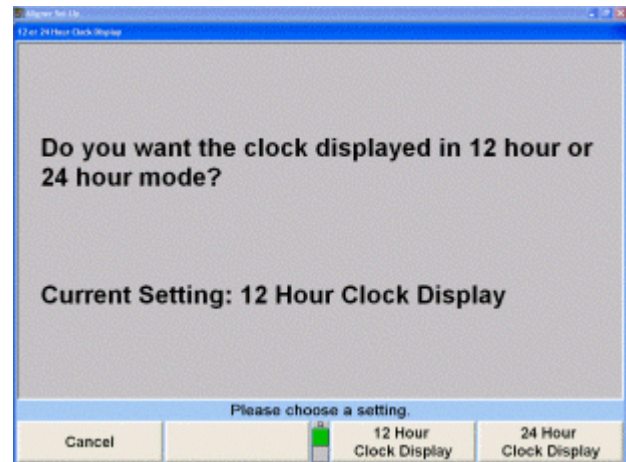 Aligner Set-Up
12 or 24 Hour Clock Display
Do you want the clock displayed in 12 hour or
24 hour mode?
Current Setting: 12 Hour Clock Display
Please choose a setting.
Cancel
12 Hour
Clock Display
24 Hour
Clock Display